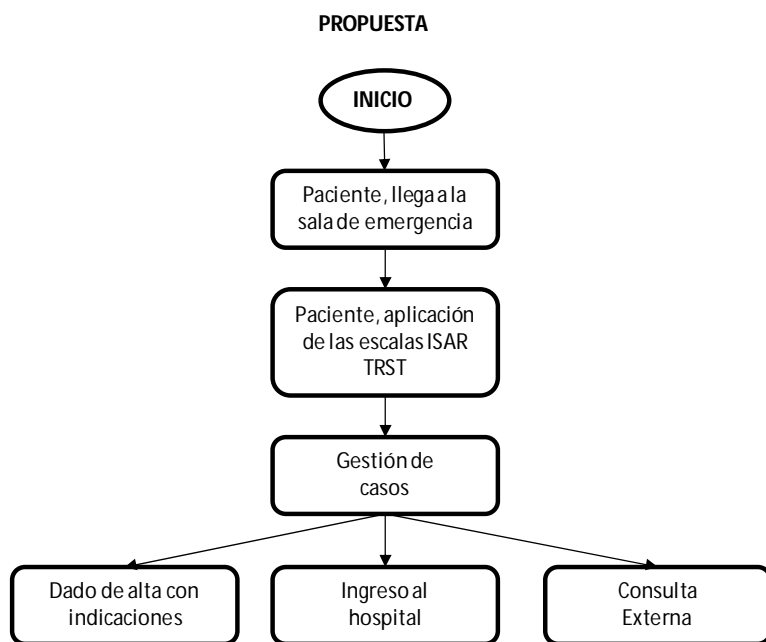 PROPUESTA
INICIO
Paciente, llega a la
sala de emergencia
Paciente, aplicación
de las escalas ISAR
TRST
Gestión de
casos
Dado de alta con
indicaciones
Ingreso al
hospital
Consulta
Externa